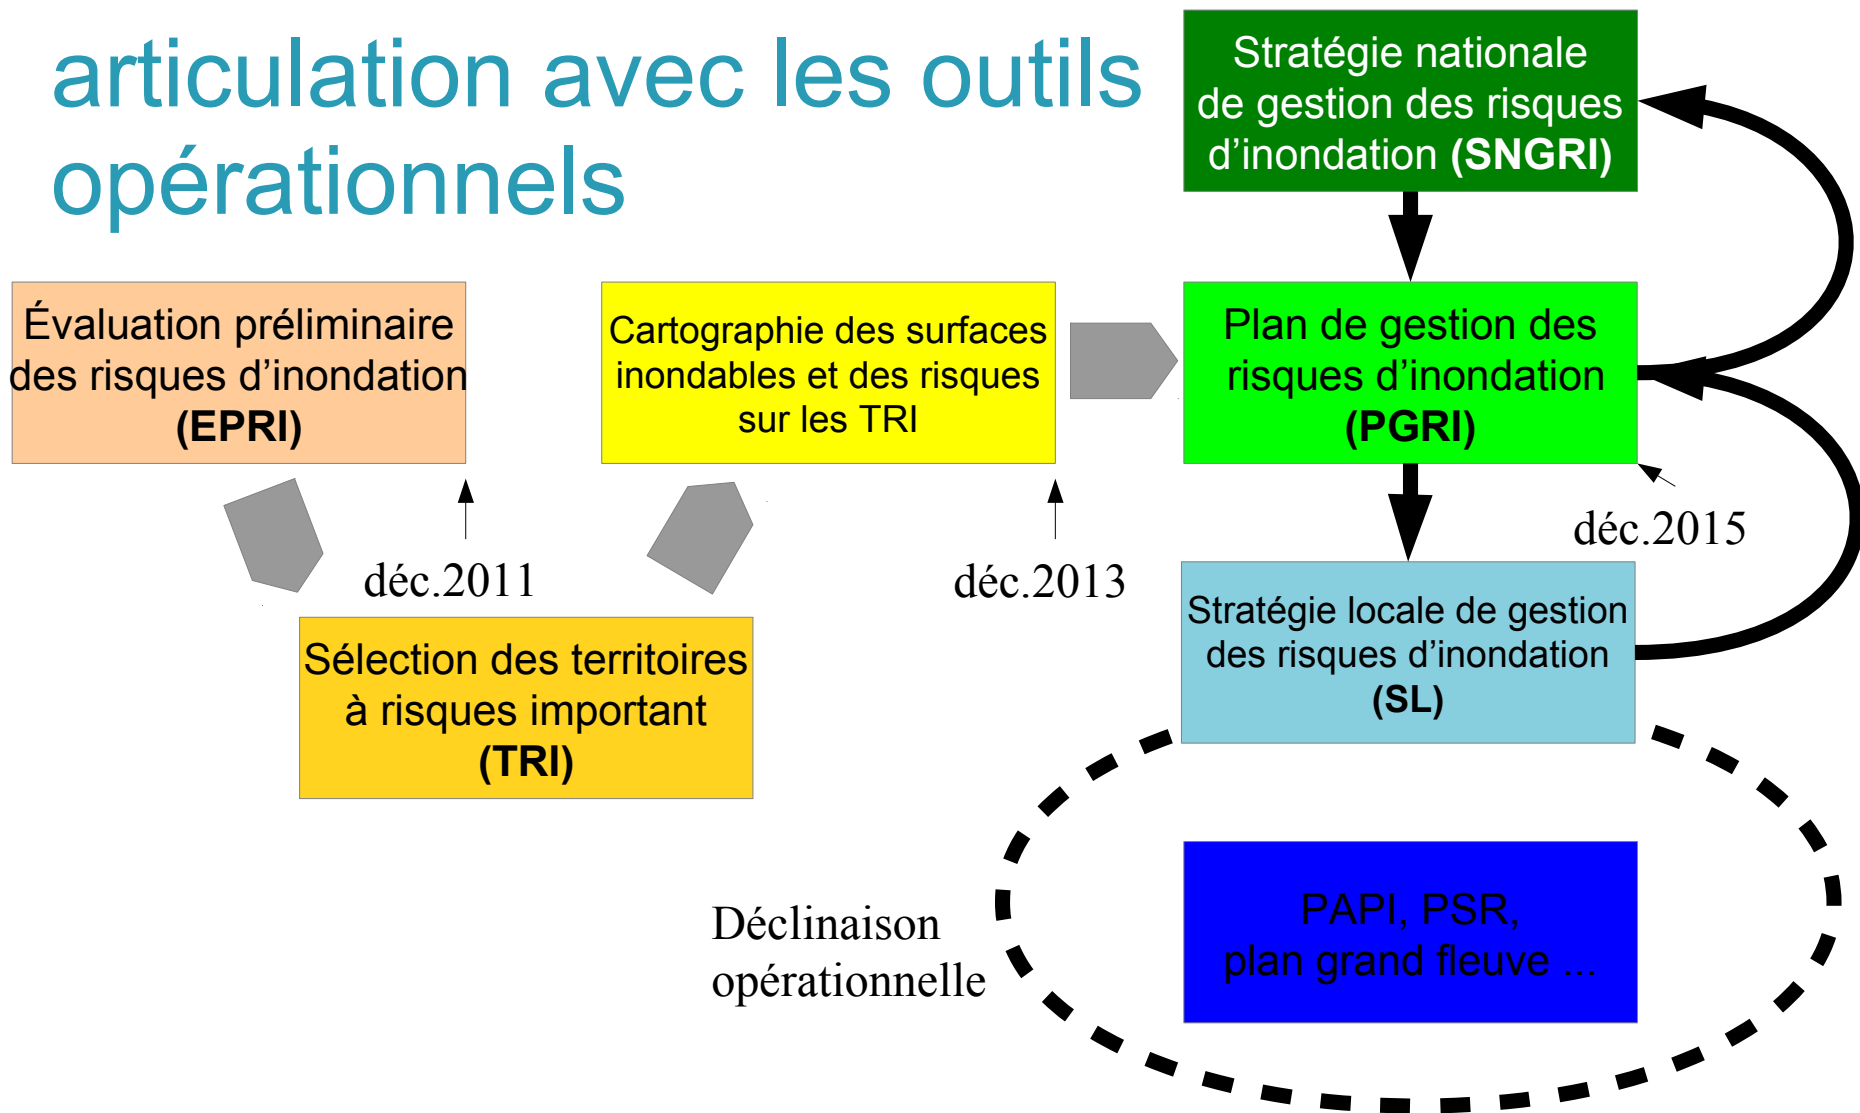 articulation avec les outils
opérationnels
Stratégie nationale
de gestion des risques
d’inondation (SNGRI)
Évaluation préliminaire
des risques d’inondation
(EPRI)
Cartographie des surfaces
inondables et des risques
sur les TRI
Plan de gestion des
risques d’inondation
(PGRI)
déc.2011
déc.2013
déc.2015
Sélection des territoires
à risques important
(TRI)
Stratégie locale de gestion
des risques d’inondation
(SL)
Déclinaison
opérationnelle
PAPI, PSR,
plan grand fleuve ...